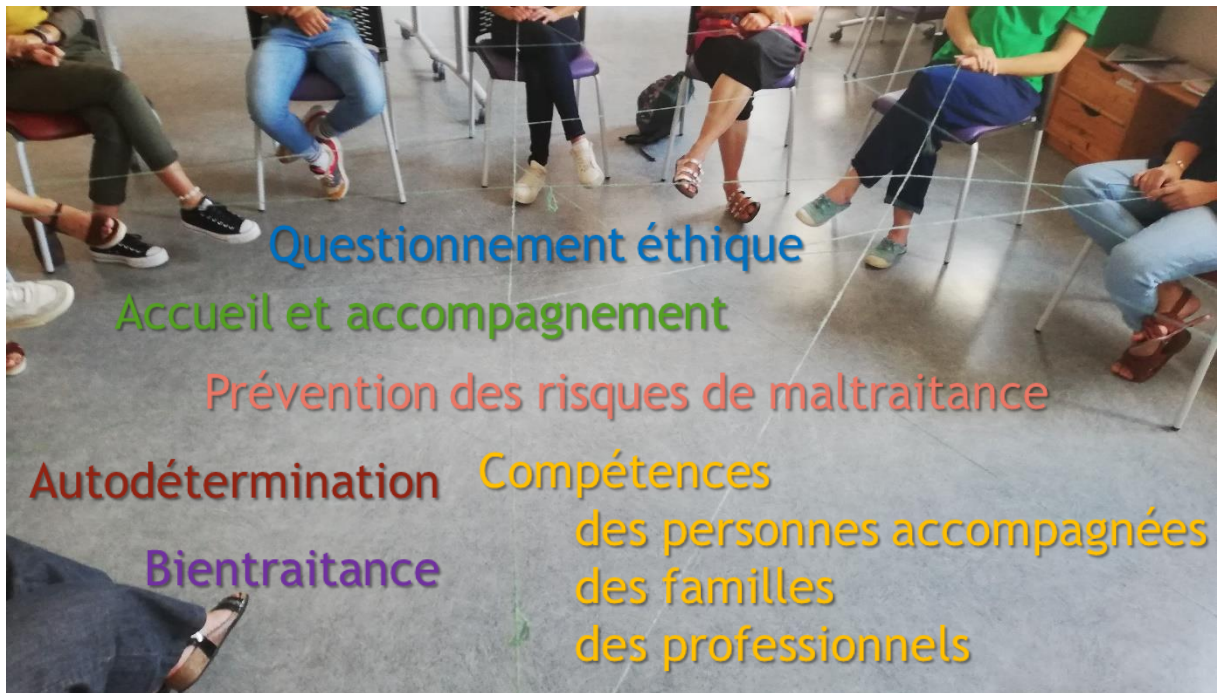 Questionnement éthique
Accueil et accompagnement
Prévention des risques de maltraitance
Autodétermination
Bientraitance
Compétences
des personnes accompagnées
des familles
des professionnels